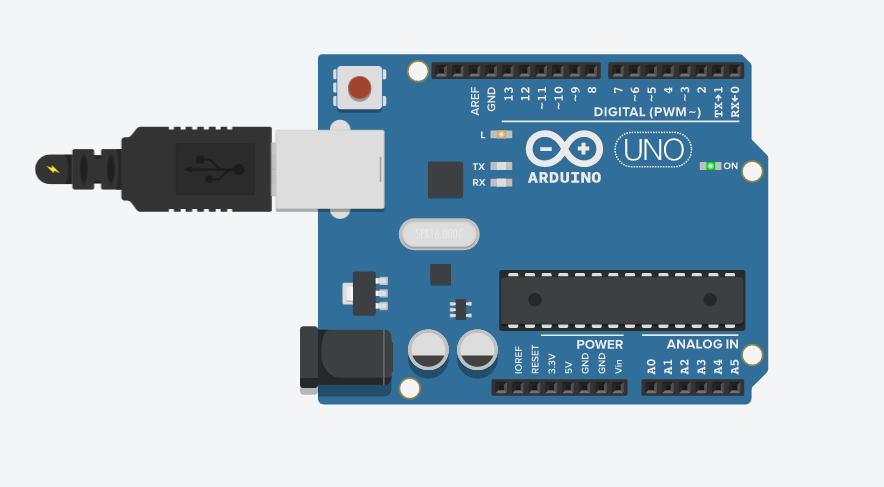 AREF
GND
13
12
~11
~10
~9
8
7
~6
~5
4
~3
2
TX→1
RX←0
DIGITAL (PWM~)
L
TX
RX
ARDUINO
UNO
ON
POWER
ANALOG IN
IOREF
RESET
3.3V
5V
GND
GND
Vin
A0
A1
A2
A3
A4
A5